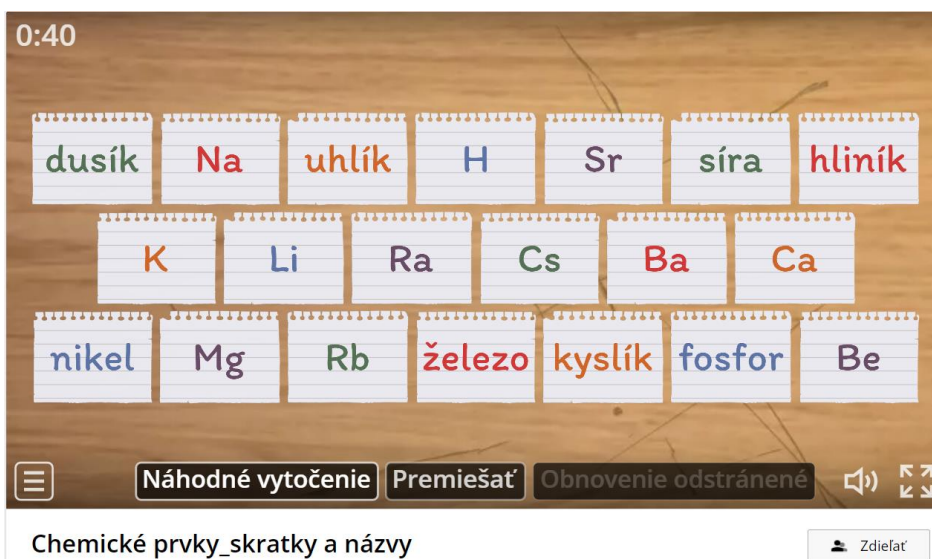 0:40
dusík Na uhlík H Sr síra hliník
K Li Ra Cs Ba Ca
nikel Mg Rb železo kyslík fosfor Be
Náhodné vytočenie Premiešať Obnovenie odstránené
Chemické prvky_skratky a názvy
Zdieľať